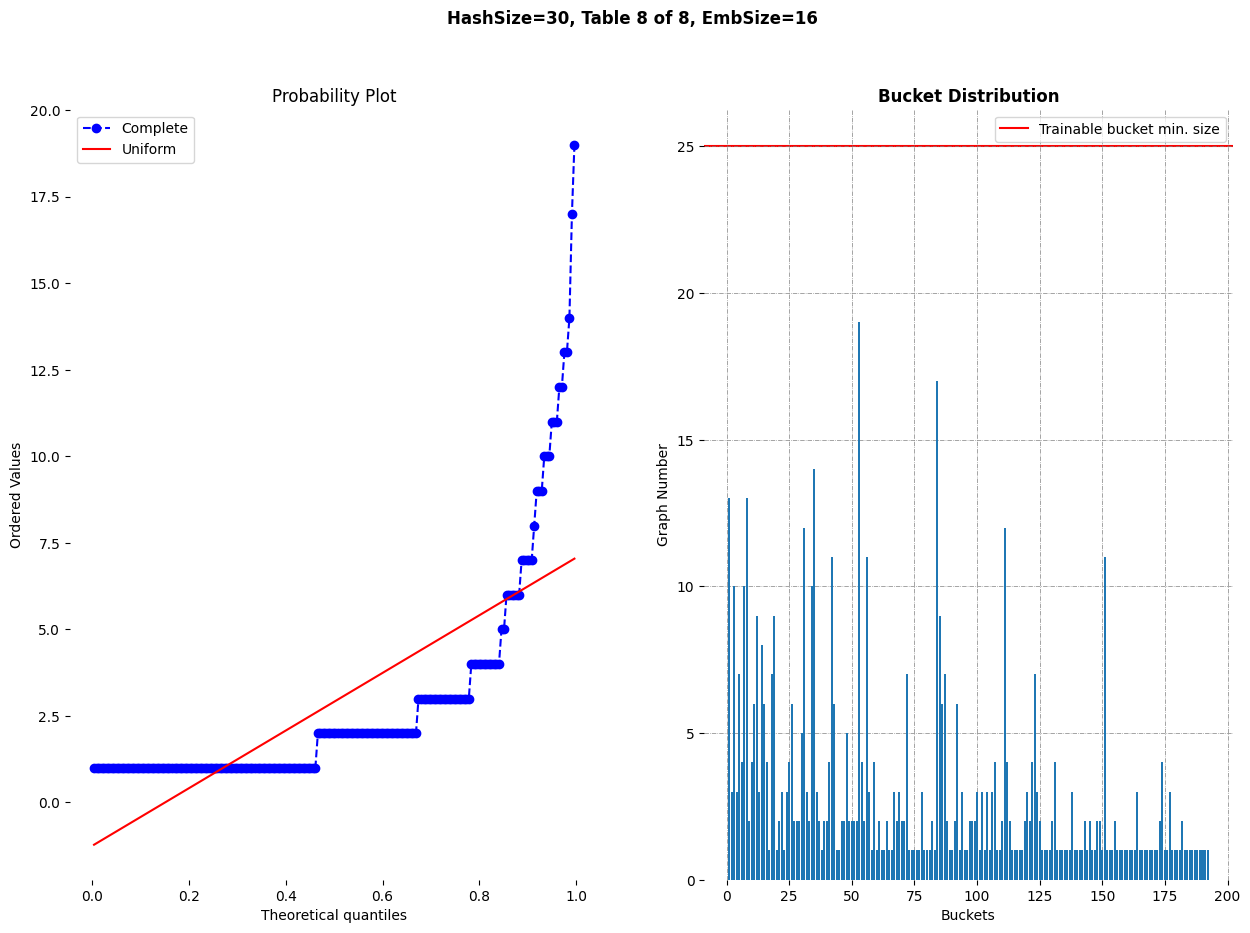 HashSize=30, Table 8 of 8, EmbSize=16
Probability Plot
Complete
Uniform
20.0
17.5
15.0
12.5
10.0
7.5
5.0
2.5
0.0
Ordered Values
0.0 0.2 0.4 0.6 0.8 1.0
Theoretical quantiles
Bucket Distribution
Trainable bucket min. size
25
20
15
10
5
0
Graph Number
0 25 50 75 100 125 150 175 200
Buckets